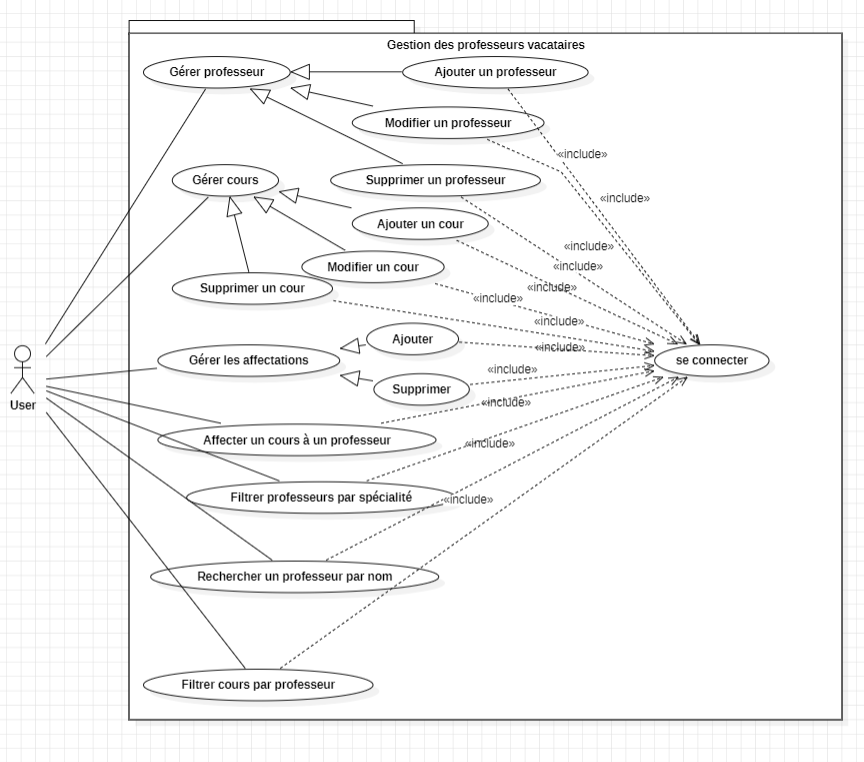 Gestion des professeurs vacataires
Gérer professeur
Ajouter un professeur
Modifier un professeur
«include»
Gérer cours
Supprimer un professeur
«include»
Ajouter un cour
«include»
Modifier un cour
«include»
Supprimer un cour
«include»
«include»
«include»
Ajouter
«include»
Gérer les affectations
se connecter
«include»
Supprimer
User
«include»
Affecter un cours à un professeur
«include»
Filtrer professeurs par spécialité
«include»
Rechercher un professeur par nom
Filtrer cours par professeur